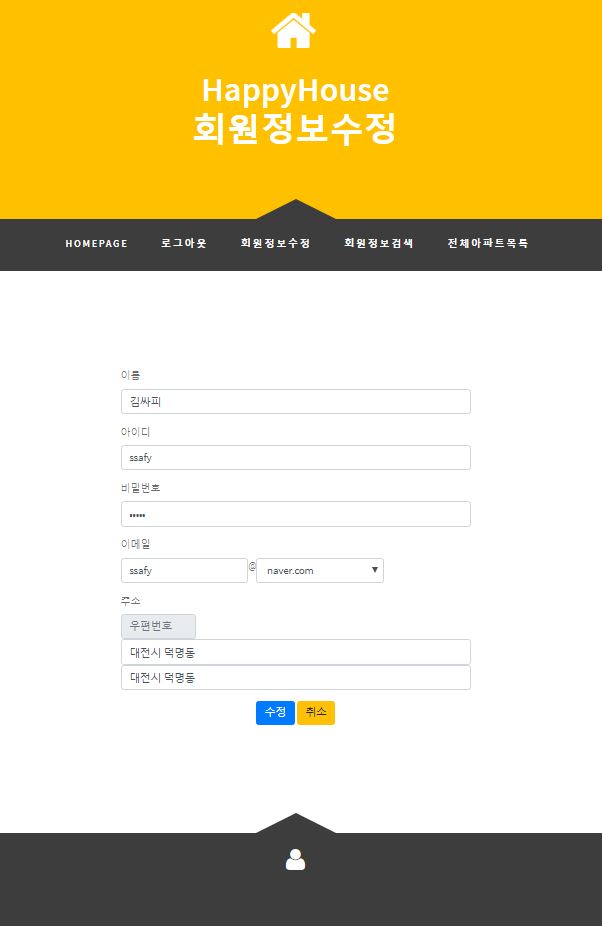 HappyHouse
회원정보수정
HOMEPAGE 로그아웃 회원정보수정 회원정보검색 전체아파트목록
이름
김싸피
아이디
ssafy
비밀번호
•••••
이메일
ssafy @ naver.com ▼
주소
우편번호
대전시 덕명동
대전시 덕명동
수정 취소